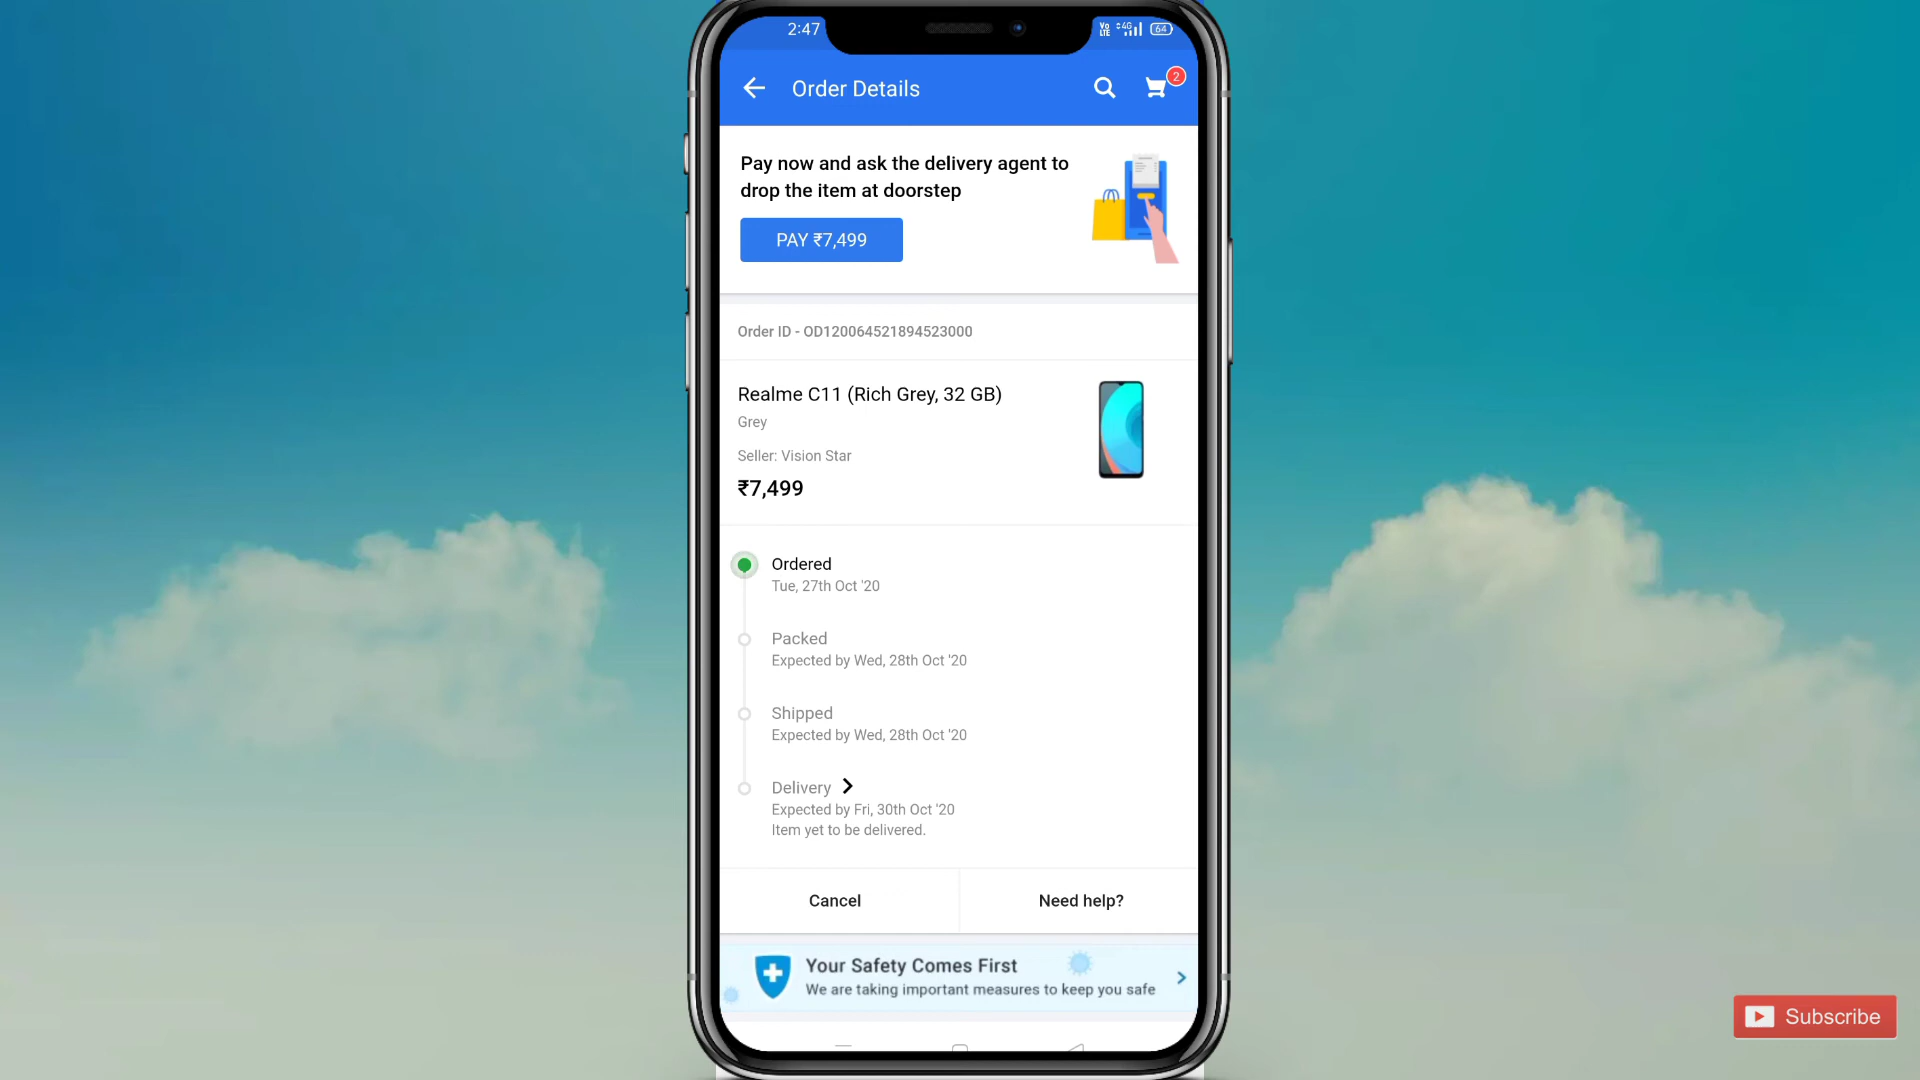 2:47
Vo LTE 4G 64
Order Details
2
Pay now and ask the delivery agent to
drop the item at doorstep
PAY ₹7,499
Order ID - OD120064521894523000
Realme C11 (Rich Grey, 32 GB)
Grey
Seller: Vision Star
₹7,499
Ordered
Tue, 27th Oct '20
Packed
Expected by Wed, 28th Oct '20
Shipped
Expected by Wed, 28th Oct '20
Delivery
Expected by Fri, 30th Oct '20
Item yet to be delivered.
Cancel
Need help?
Your Safety Comes First
We are taking important measures to keep you safe
Subscribe